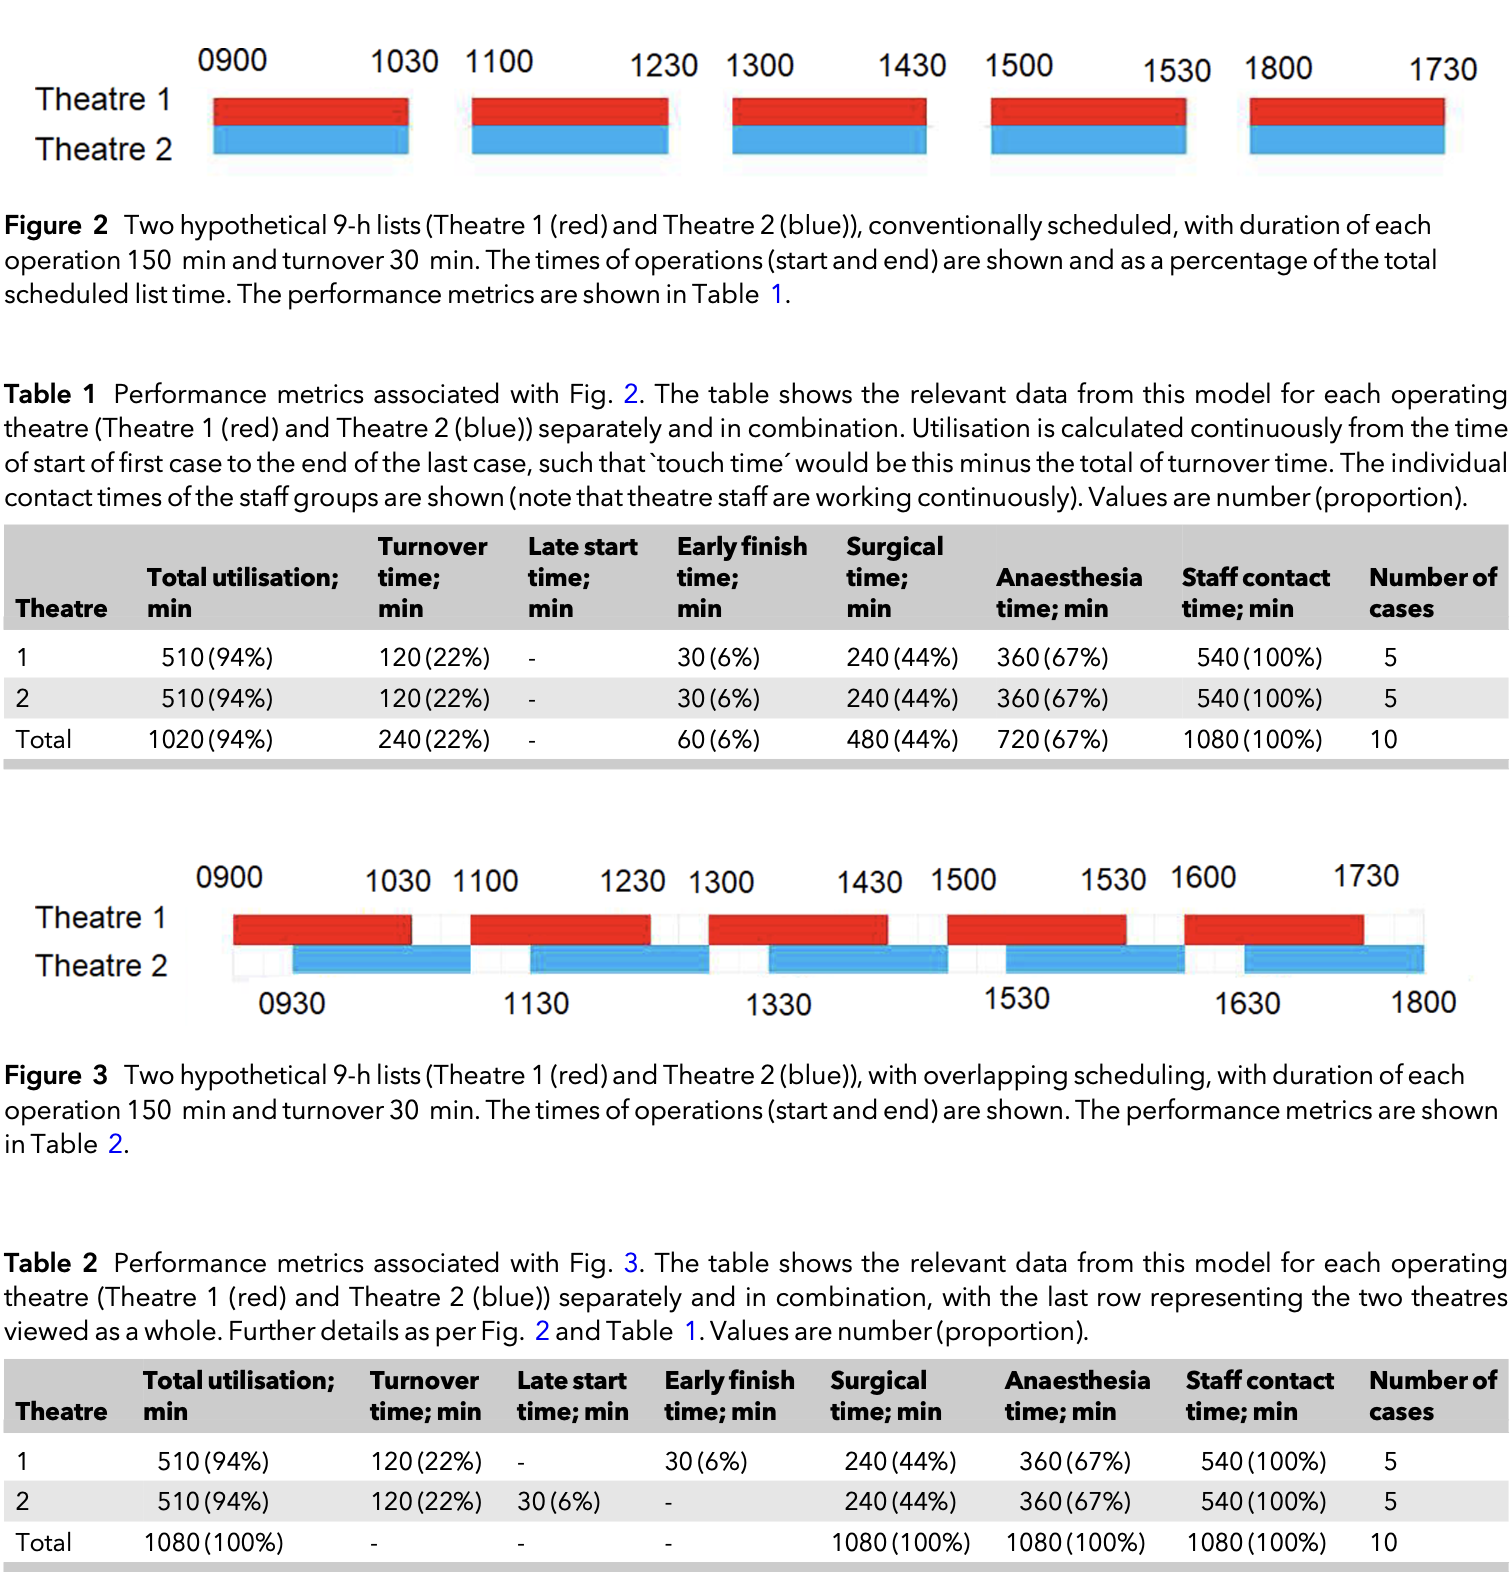 0900 1030 1100 1230 1300 1430 1500 1530 1800 1730
Theatre 1
Theatre 2
Figure 2 Two hypothetical 9-h lists (Theatre 1 (red) and Theatre 2 (blue)), conventionally scheduled, with duration of each
operation 150 min and turnover 30 min. The times of operations (start and end) are shown and as a percentage of the total
scheduled list time. The performance metrics are shown in Table 1.
Table 1 Performance metrics associated with Fig. 2. The table shows the relevant data from this model for each operating
theatre (Theatre 1 (red) and Theatre 2 (blue)) separately and in combination. Utilisation is calculated continuously from the time
of start of first case to the end of the last case, such that `touch time´ would be this minus the total of turnover time. The individual
contact times of the staff groups are shown (note that theatre staff are working continuously). Values are number (proportion).
Turnover Late start Early finish Surgical
Total utilisation; time; time; time; time; Anaesthesia Staff contact Number of
Theatre min min min min min time; min time; min cases
1 510 (94%) 120 (22%) - 30 (6%) 240 (44%) 360 (67%) 540 (100%) 5
2 510 (94%) 120 (22%) - 30 (6%) 240 (44%) 360 (67%) 540 (100%) 5
Total 1020 (94%) 240 (22%) - 60 (6%) 480 (44%) 720 (67%) 1080 (100%) 10
0900 1030 1100 1230 1300 1430 1500 1530 1600 1730
Theatre 1
Theatre 2
0930 1130 1330 1530 1630 1800
Figure 3 Two hypothetical 9-h lists (Theatre 1 (red) and Theatre 2 (blue)), with overlapping scheduling, with duration of each
operation 150 min and turnover 30 min. The times of operations (start and end) are shown. The performance metrics are shown
in Table 2.
Table 2 Performance metrics associated with Fig. 3. The table shows the relevant data from this model for each operating
theatre (Theatre 1 (red) and Theatre 2 (blue)) separately and in combination, with the last row representing the two theatres
viewed as a whole. Further details as per Fig. 2 and Table 1. Values are number (proportion).
Total utilisation; Turnover Late start Early finish Surgical Anaesthesia Staff contact Number of
Theatre min time; min time; min time; min time; min time; min time; min cases
1 510 (94%) 120 (22%) - 30 (6%) 240 (44%) 360 (67%) 540 (100%) 5
2 510 (94%) 120 (22%) 30 (6%) - 240 (44%) 360 (67%) 540 (100%) 5
Total 1080 (100%) - - - 1080 (100%) 1080 (100%) 1080 (100%) 10